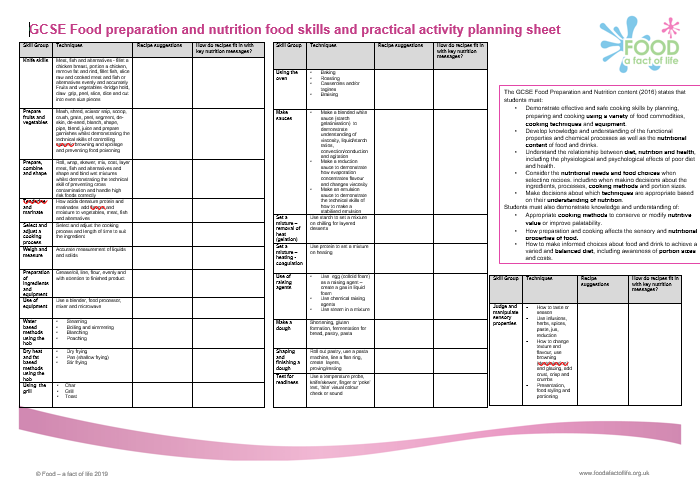 GCSE Food preparation and nutrition food skills and practical activity planning sheet
FOOD
a fact of life
Skill Group Techniques Recipe suggestions How do recipes fit in with
key nutrition messages?
Knife skills
Meat, fish and alternatives - fillet a
chicken breast, portion a chicken,
remove fat and rind, fillet fish, slice
raw and cooked meat and fish or
alternatives evenly and accurately
Fruits and vegetables -bridge hold,
claw grip, peel, slice, dice and cut
into even size pieces
Prepare
fruits and
vegetables
Mash, shred, scissor snip, scoop,
crush, grate, peel, segment, de-
skin, de-seed, blanch, shape,
pipe, blend, juice and prepare
garnishes whilst demonstrating the
technical skills of controlling
browning and spoilage
and preventing food poisoning
Prepare,
combine
and shape
Roll, wrap, skewer, mix, coat, layer
meat, fish and alternatives and
shape and bind wet mixtures
whilst demonstrating the technical
skill of preventing cross
contamination and handle high
risk foods correctly
Tenderise
and
marinate
How acids denature protein and
marinades add
moisture to vegetables, meat, fish
and alternatives
Select and
adjust a
cooking
process
Select and adjust the cooking
process and length of time to suit
the ingredients
Weigh and
measure
Accurate measurement of liquids
and solids
Preparation
of
ingredients
and
equipment
Grease/oil, line, flour, evenly and
with attention to finished product
Use of
equipment
Use a blender, food processor,
mixer and microwave
Water
based
methods
using the
hob
• Steaming
• Boiling and simmering
• Blanching
• Poaching
Dry heat
and fat
based
methods
using the
hob
• Dry frying
• Pan (shallow) frying
• Stir frying
Using the
grill
• Char
• Grill
• Toast
Skill Group Techniques Recipe suggestions How do recipes fit in with
key nutrition messages?
Using the
oven
• Baking
• Roasting
• Casseroles and/or
tagines
• Braising
Make
sauces
• Make a blended white
sauce (starch
gelatinisation) to
demonstrate
understanding of
viscosity, liquid/starch
ratios,
convection/conduction
and agitation
• Make a reduction
sauce to demonstrate
how evaporation
concentrates flavour
and changes viscosity
• Make an emulsion
sauce to demonstrate
technical skills of
how to make a
stabilised emulsion
Set a
mixture –
removal of
heat
(gelation)
Use starch to set a mixture
on chilling for layered
desserts
Set a
mixture –
heating -
coagulation
Use protein to set a mixture
on heating
Use of
raising
agents
• Use egg (colloid foam)
as a raising agent –
create a gas in liquid
foam
• Use chemical raising
agents
• Use steam in a mixture
Make a
dough
Shortening, gluten
formation, fermentation for
bread, pastry, pasta
Shaping
and
finishing a
dough
Roll out pastry, use a pasta
machine, line a flan ring,
create layers,
proving/resting
Test for
readiness
Use a temperature probe,
knife/skewer, finger or 'poke'
test, 'bite' visual colour
check or sound
The GCSE Food Preparation and Nutrition content (2016) states that
students must:
• Demonstrate effective and safe cooking skills by planning,
preparing and cooking using a variety of food commodities,
cooking techniques and equipment.
• Develop knowledge and understanding of the functional
properties and chemical processes as well as the nutritional
content of food and drinks.
• Understand the relationship between diet, nutrition and health,
including the physiological and psychological effects of poor diet
and health.
• Consider the nutritional needs and food choices when
selecting recipes, including when making decisions about the
ingredients, processes, cooking methods and portion sizes.
• Make decisions about which techniques are appropriate based
on their understanding of nutrition.
Students must also demonstrate knowledge and understanding of:
• Appropriate cooking methods to conserve or modify nutritive
value or improve palatability.
• How preparation and cooking affects the sensory and nutritional
properties of food.
• How to make informed choices about food and drink to achieve a
varied and balanced diet, including awareness of portion sizes
and costs.
Skill Group Techniques Recipe suggestions How do recipes fit in with
key nutrition messages?
Judge and
manipulate
sensory
properties
• How to taste or
season
• Use infusions,
herbs, spices,
paste, jus,
reduction
• How to change
texture and
flavour, use
browning
and glazing, add
crust, crisp and
crumbs
• Presentation,
food styling and
portioning
© Food – a fact of life 2019
www.foodafactoflife.org.uk